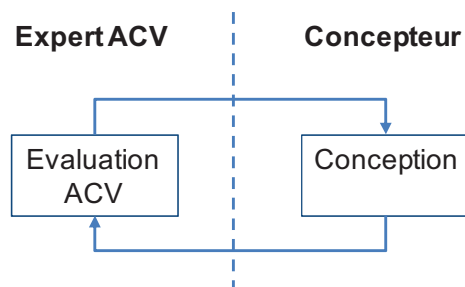 Expert ACV
Concepteur
Evaluation
ACV
Conception